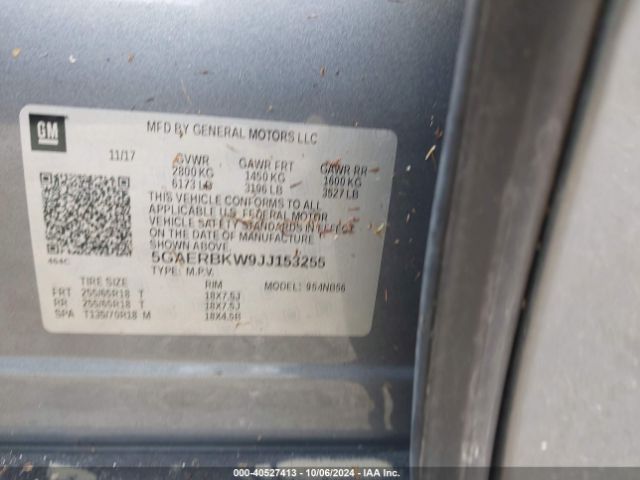 GM
MFD BY GENERAL MOTORS LLC
11/17
GVWR GAWR FRT GAWR RR
2800 KG 1450 KG 1600 KG
6173 LB 3196 LB 3527 LB
THIS VEHICLE CONFORMS TO ALL
APPLICABLE U.S. FEDERAL MOTOR
VEHICLE SAFETY STANDARDS IN EFFECT
ON THE DATE OF MANUFACTURE
SHOWN ABOVE.
5GAERBKW9JJ153255
TYPE: M.P.V.
464C
TIRE SIZE RIM MODEL: 954NB56
FRT 255/65R18 T 18X7.5J
RR 255/65R18 T 18X7.5J
SPA T135/70R18 M 18X4.5B
000-40527413 - 10/06/2024 - IAA Inc.